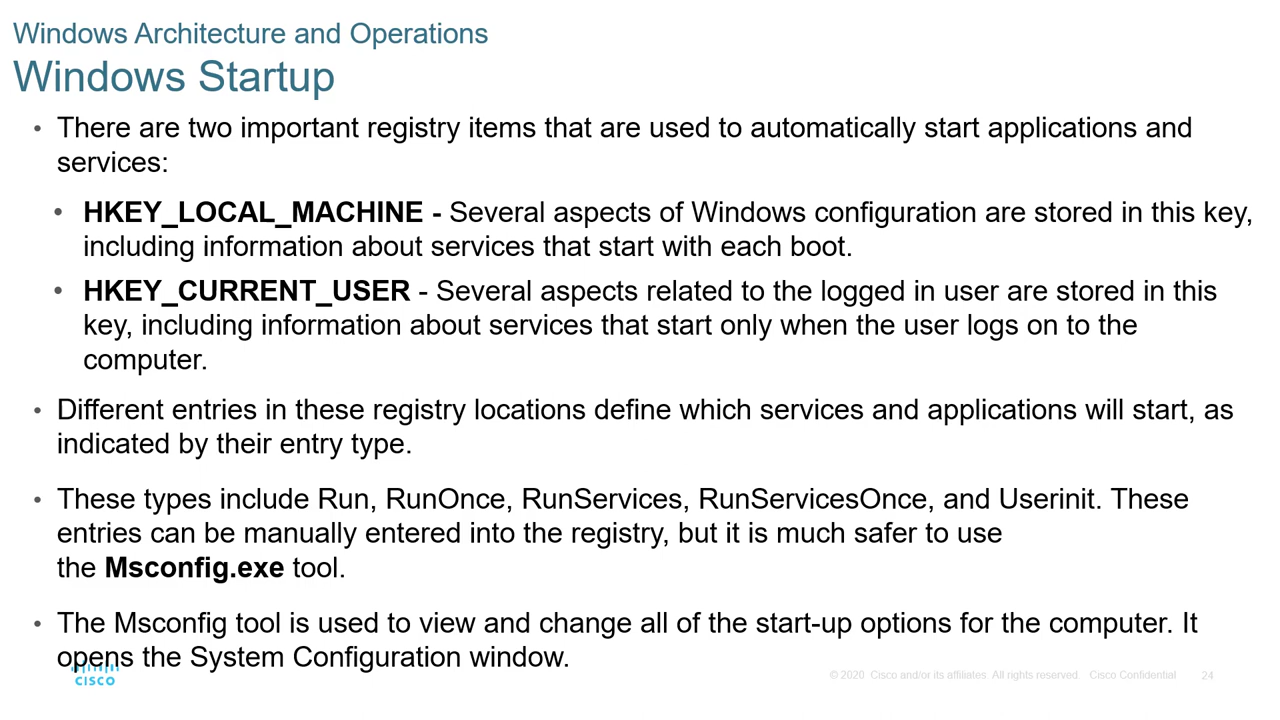 Windows Architecture and Operations
Windows Startup
• There are two important registry items that are used to automatically start applications and
services:
• HKEY_LOCAL_MACHINE - Several aspects of Windows configuration are stored in this key,
including information about services that start with each boot.
• HKEY_CURRENT_USER - Several aspects related to the logged in user are stored in this
key, including information about services that start only when the user logs on to the
computer.
• Different entries in these registry locations define which services and applications will start, as
indicated by their entry type.
• These types include Run, RunOnce, RunServices, RunServicesOnce, and Userinit. These
entries can be manually entered into the registry, but it is much safer to use
the Msconfig.exe tool.
• The Msconfig tool is used to view and change all of the start-up options for the computer. It
opens the System Configuration window.
CISCO
© 2020 Cisco and/or its affiliates. All rights reserved. Cisco Confidential 24